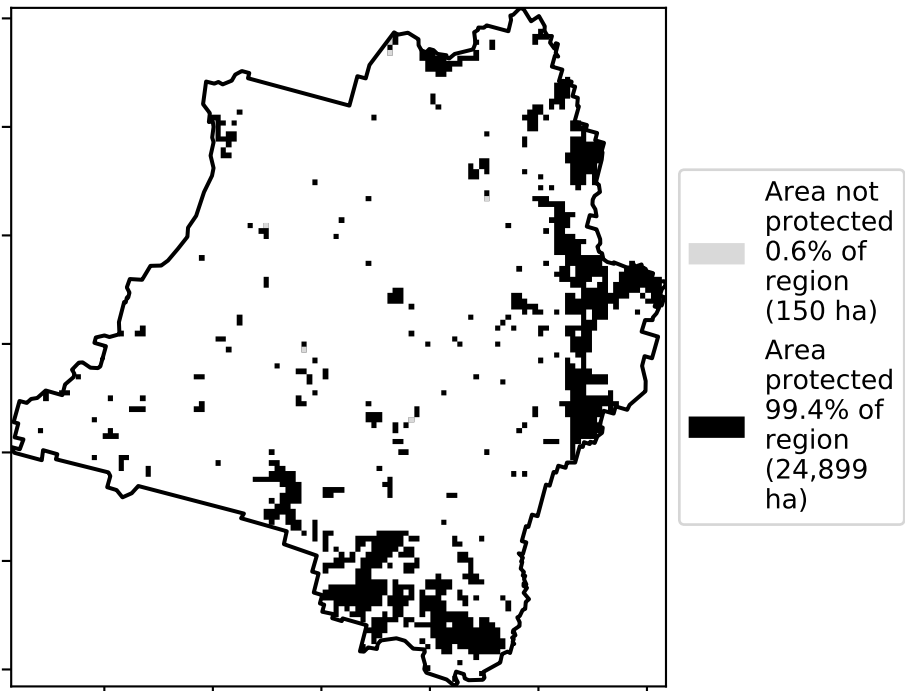 Area not
protected
0.6% of
region
(150 ha)
Area
protected
99.4% of
region
(24,899
ha)